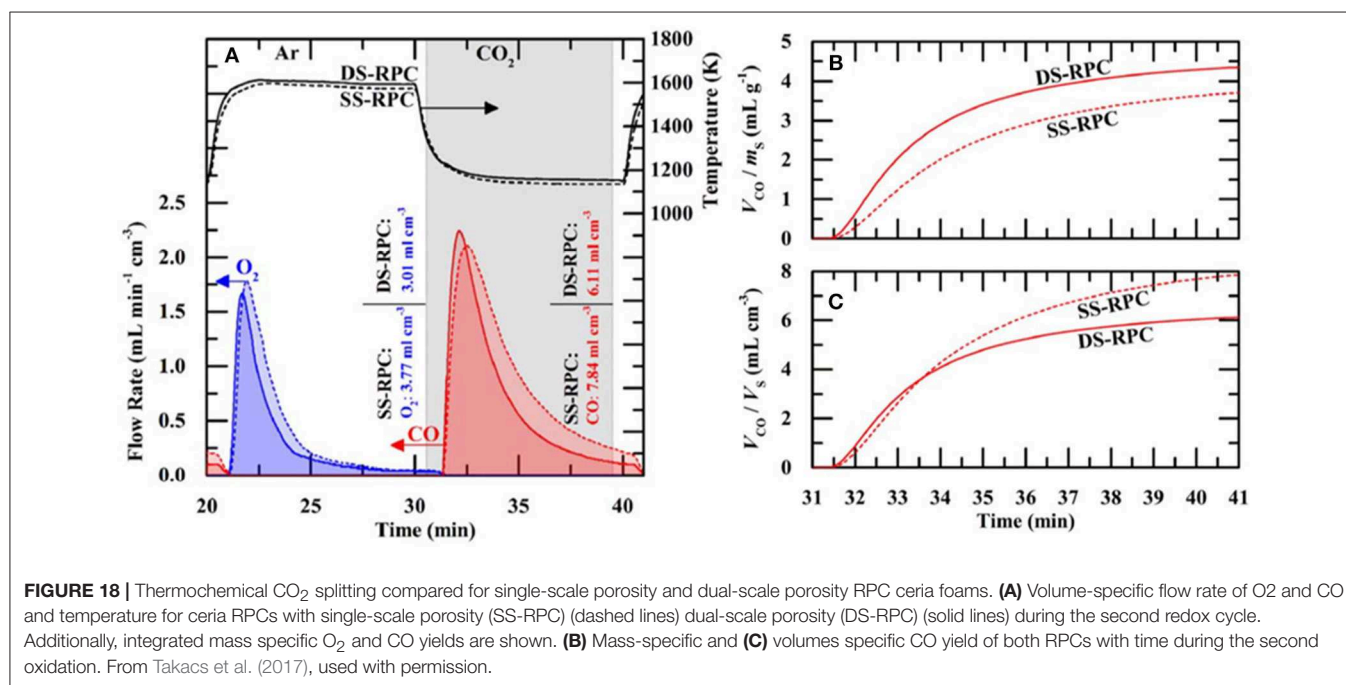 A
Ar
CO₂
DS-RPC
SS-RPC
1800
1600
1400
1200
1000
Temperature (K)
2.5
2.0
1.5
1.0
0.5
0.0
Flow Rate (mL min⁻¹ cm⁻³)
O₂
CO
DS-RPC:
3.01 ml cm⁻³
SS-RPC:
O₂: 3.77 ml cm⁻³
DS-RPC:
6.11 ml cm⁻³
SS-RPC:
CO: 7.84 ml cm⁻³
20 25 30 35 40
Time (min)
B
DS-RPC
SS-RPC
5
4
3
2
1
0
V_CO / m_s (mL g⁻¹)
C
SS-RPC
DS-RPC
8
6
4
2
0
V_CO / V_s (mL cm⁻³)
31 32 33 34 35 36 37 38 39 40 41
Time (min)
FIGURE 18 | Thermochemical CO₂ splitting compared for single-scale porosity and dual-scale porosity RPC ceria foams. (A) Volume-specific flow rate of O2 and CO
and temperature for ceria RPCs with single-scale porosity (SS-RPC) (dashed lines) dual-scale porosity (DS-RPC) (solid lines) during the second redox cycle.
Additionally, integrated mass specific O₂ and CO yields are shown. (B) Mass-specific and (C) volumes specific CO yield of both RPCs with time during the second
oxidation. From Takacs et al. (2017), used with permission.